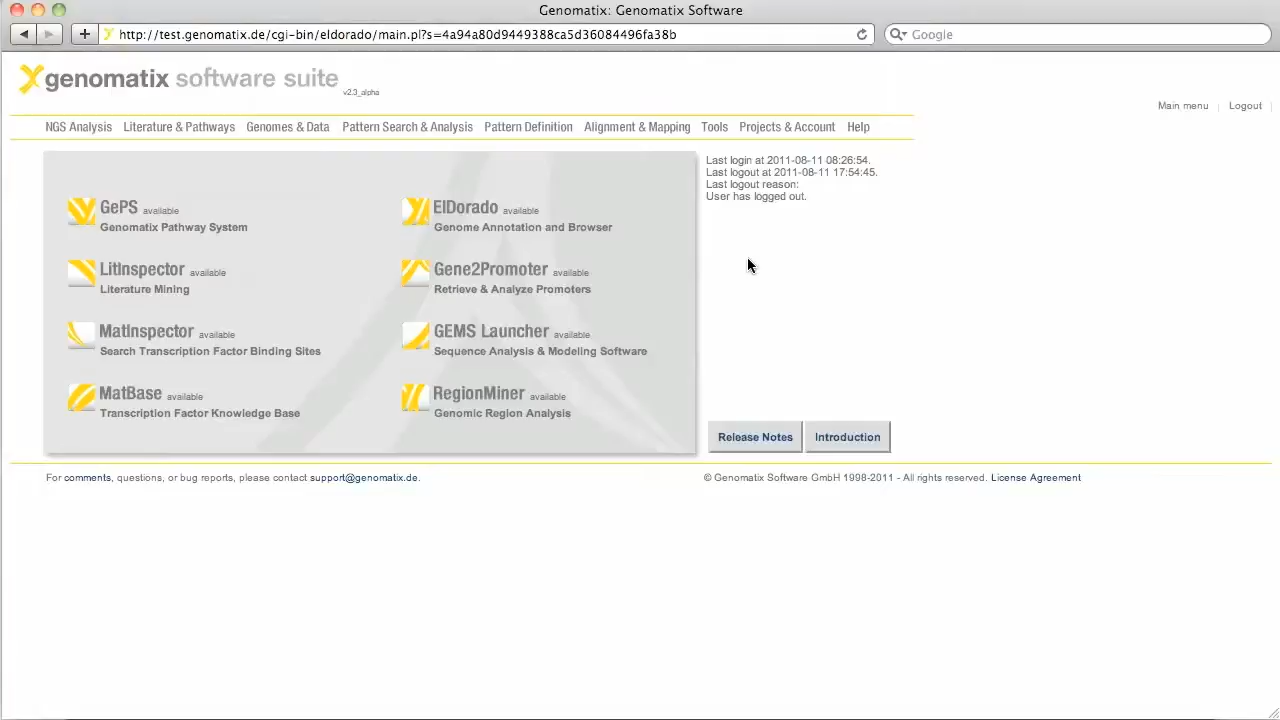 Genomatix: Genomatix Software
http://test.genomatix.de/cgi-bin/eldorado/main.pl?s=4a94a80d9449388ca5d36084496fa38b
Google
genomatix software suite v2.3_alpha
Main menu | Logout |
NGS Analysis Literature & Pathways Genomes & Data Pattern Search & Analysis Pattern Definition Alignment & Mapping Tools Projects & Account Help
GePS available
Genomatix Pathway System
ElDorado available
Genome Annotation and Browser
LitInspector available
Literature Mining
Gene2Promoter available
Retrieve & Analyze Promoters
MatInspector available
Search Transcription Factor Binding Sites
GEMS Launcher available
Sequence Analysis & Modeling Software
MatBase available
Transcription Factor Knowledge Base
RegionMiner available
Genomic Region Analysis
Last login at 2011-08-11 08:26:54.
Last logout at 2011-08-11 17:54:45.
Last logout reason:
User has logged out.
Release Notes Introduction
For comments, questions, or bug reports, please contact support@genomatix.de.
© Genomatix Software GmbH 1998-2011 - All rights reserved. License Agreement